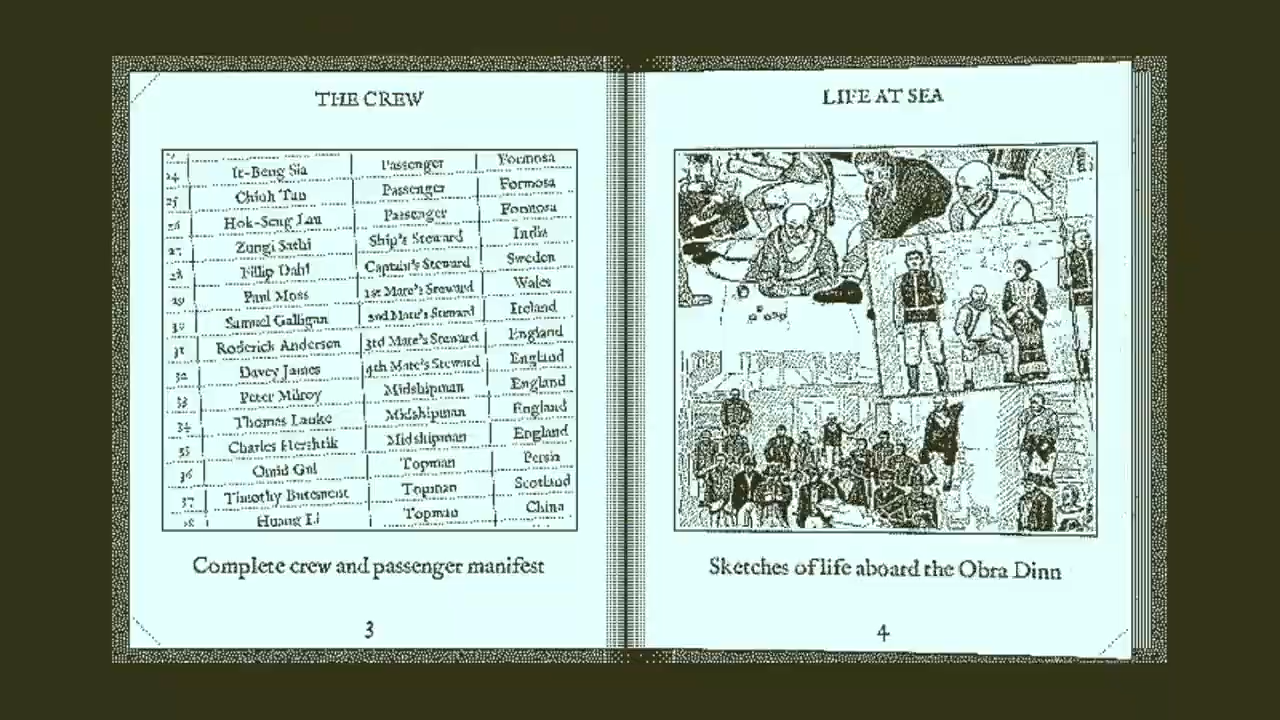 THE CREW
24 It-Beng Sia Passenger Formosa
25 Chioh Tan Passenger Formosa
26 Hok-Seng Lau Passenger Formosa
27 Zungi Sathi Ship's Steward India
28 Filip Dahl Captain's Steward Sweden
29 Paul Moss 1st Mate's Steward Wales
30 Samuel Galligan 2nd Mate's Steward Ireland
31 Roderick Andersen 3rd Mate's Steward England
32 Davey James 4th Mate's Steward England
33 Peter Milroy Midshipman England
34 Thomas Lanke Midshipman England
35 Charles Hershtik Midshipman England
36 Omid Gul Topman Persia
37 Timothy Butement Topman Scotland
38 Huang Li Topman China
Complete crew and passenger manifest
3
LIFE AT SEA
Sketches of life aboard the Obra Dinn
4